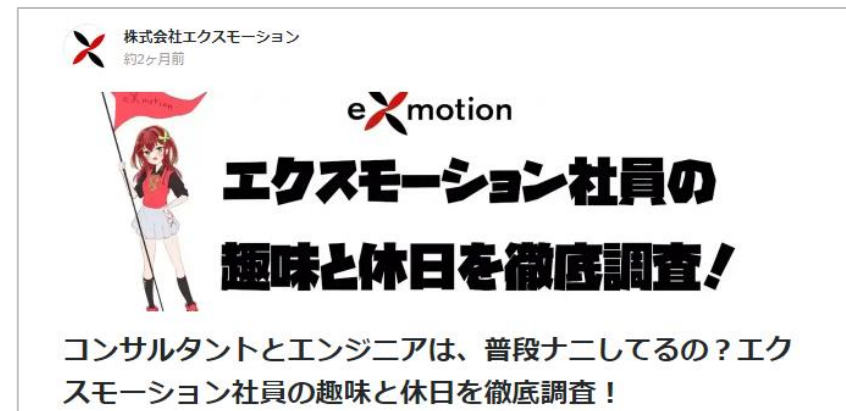 株式会社エクスモーション
約2ヶ月前
eXmotion
eXmotion
エクスモーション社員の
趣味と休日を徹底調査!
コンサルタントとエンジニアは、普段ナニしてるの？エク
スモーション社員の趣味と休日を徹底調査！